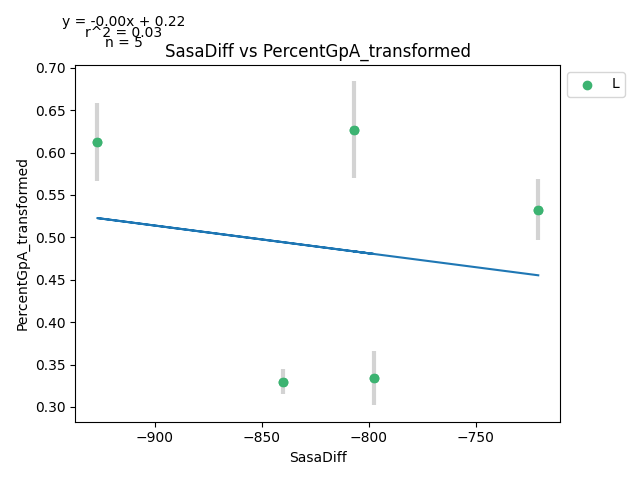 y = -0.00x + 0.22
r^2 = 0.03
n = 5
SasaDiff vs PercentGpA_transformed
L
PercentGpA_transformed
0.70
0.65
0.60
0.55
0.50
0.45
0.40
0.35
0.30
−900
−850
−800
−750
SasaDiff